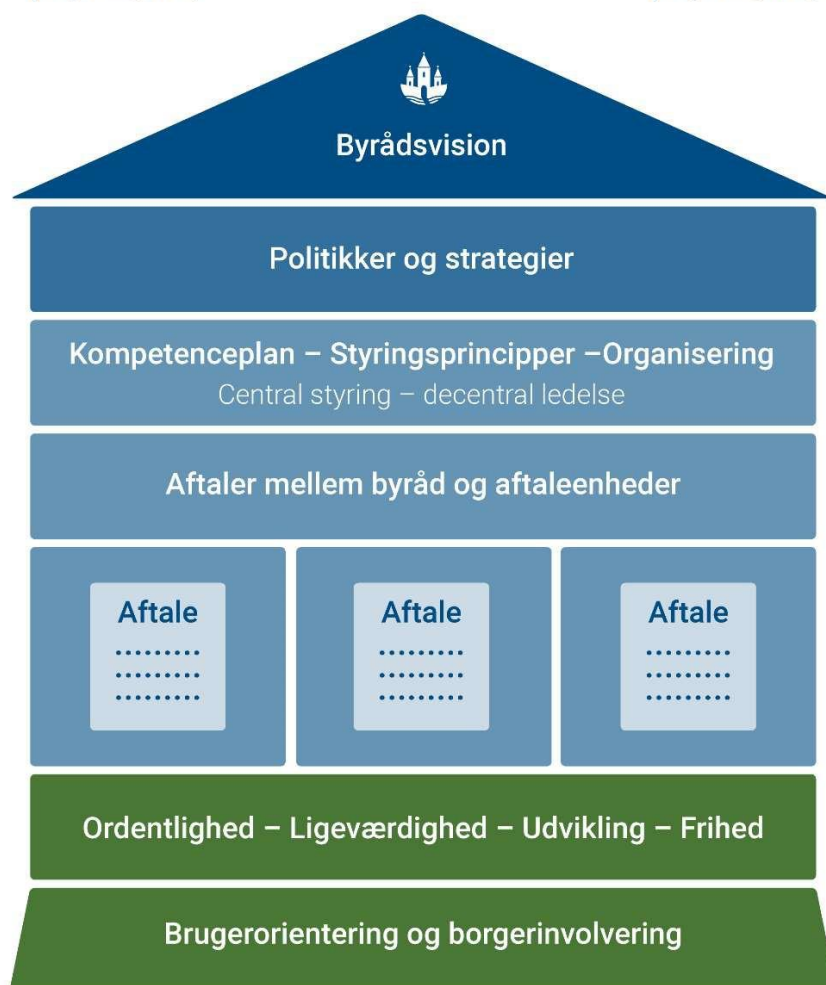 Byrådsvision
Politikker og strategier
Kompetenceplan – Styringsprincipper –Organisering
Central styring – decentral ledelse
Aftaler mellem byråd og aftaleenheder
Aftale
Aftale
Aftale
Ordentlighed – Ligeværdighed – Udvikling – Frihed
Brugerorientering og borgerinvolvering